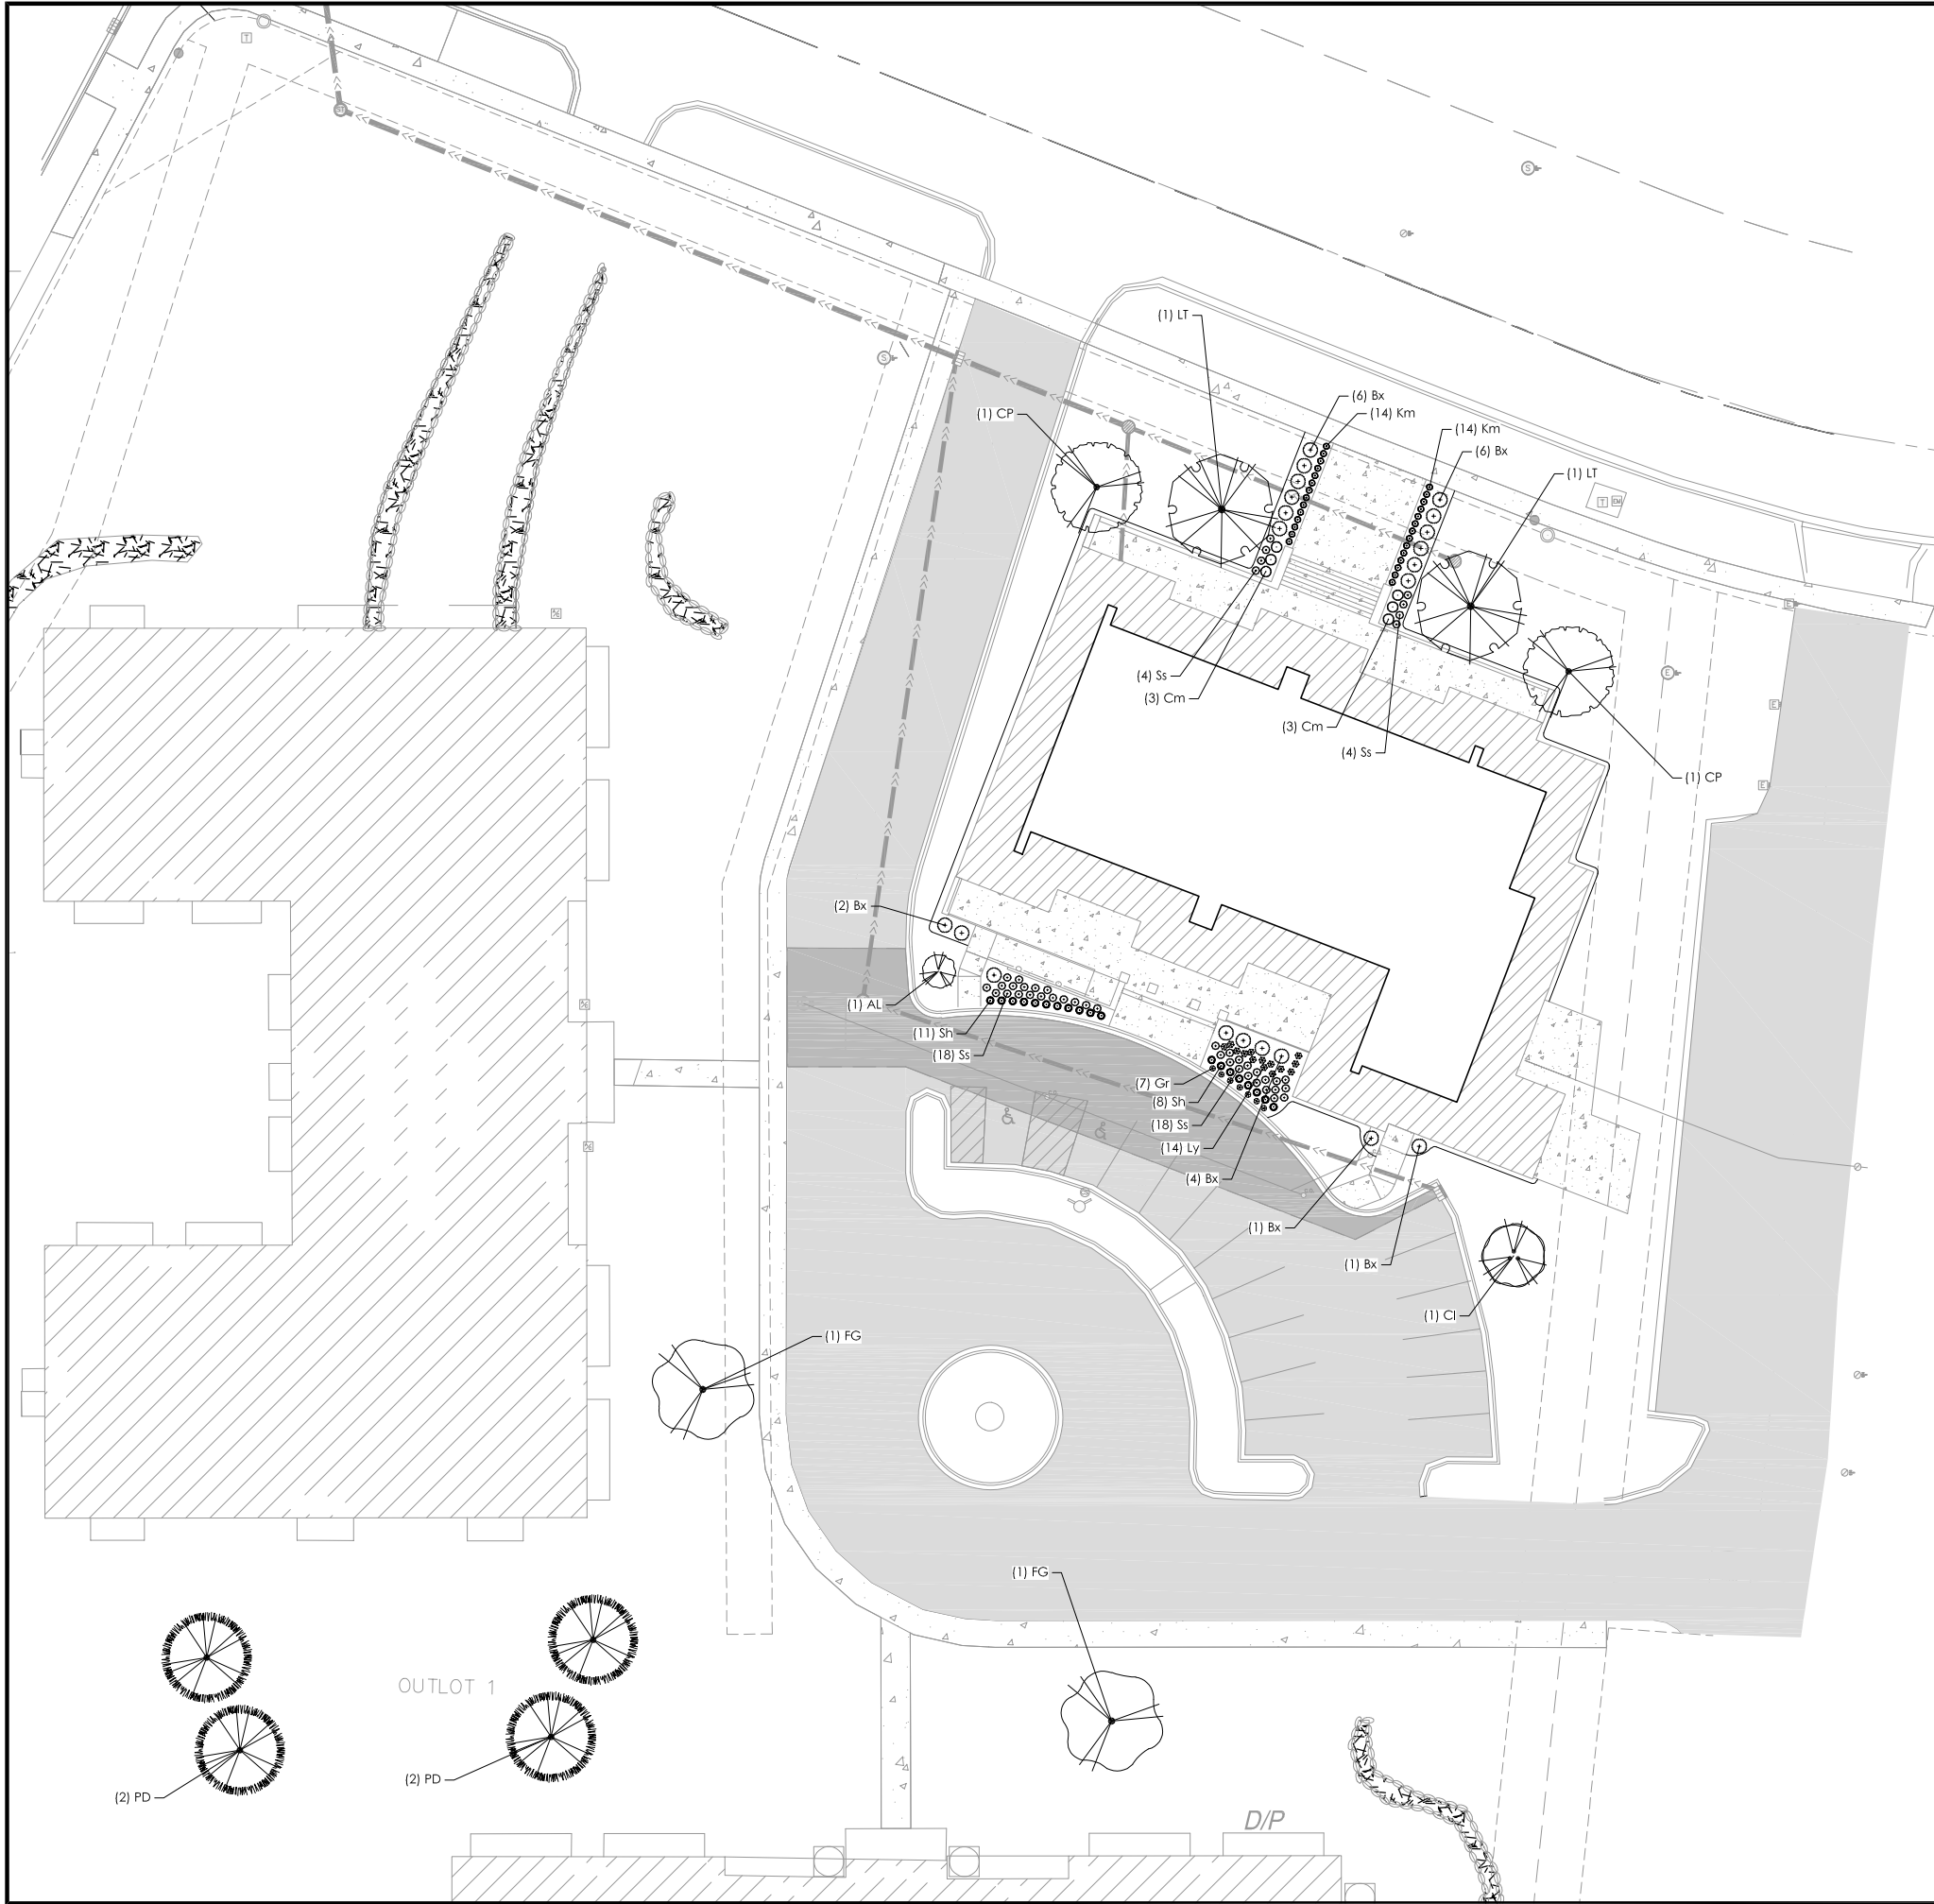 (1) LT
(6) Bx
(14) Km
(1) CP
(14) Km
(6) Bx
(1) LT
(4) Ss
(3) Cm
(3) Cm
(4) Ss
(1) CP
(2) Bx
(1) AL
(11) Sh
(18) Ss
(7) Gr
(8) Sh
(18) Ss
(14) Ly
(4) Bx
(1) Bx
(1) Bx
(1) CI
(1) FG
(1) FG
OUTLOT 1
(2) PD
(2) PD
D/P
T
S
S
T
E
E
E
E